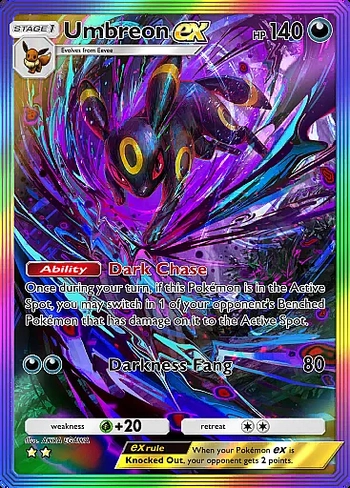 STAGE 1
Umbreon ex
HP 140
Evolves from Eevee
Ability Dark Chase
Once during your turn, if this Pokémon is in the Active
Spot, you may switch in 1 of your opponent's Benched
Pokémon that has damage on it to the Active Spot.
Darkness Fang 80
weakness +20 retreat
Illus.
ex rule
When your Pokémon ex is
Knocked Out, your opponent gets 2 points.